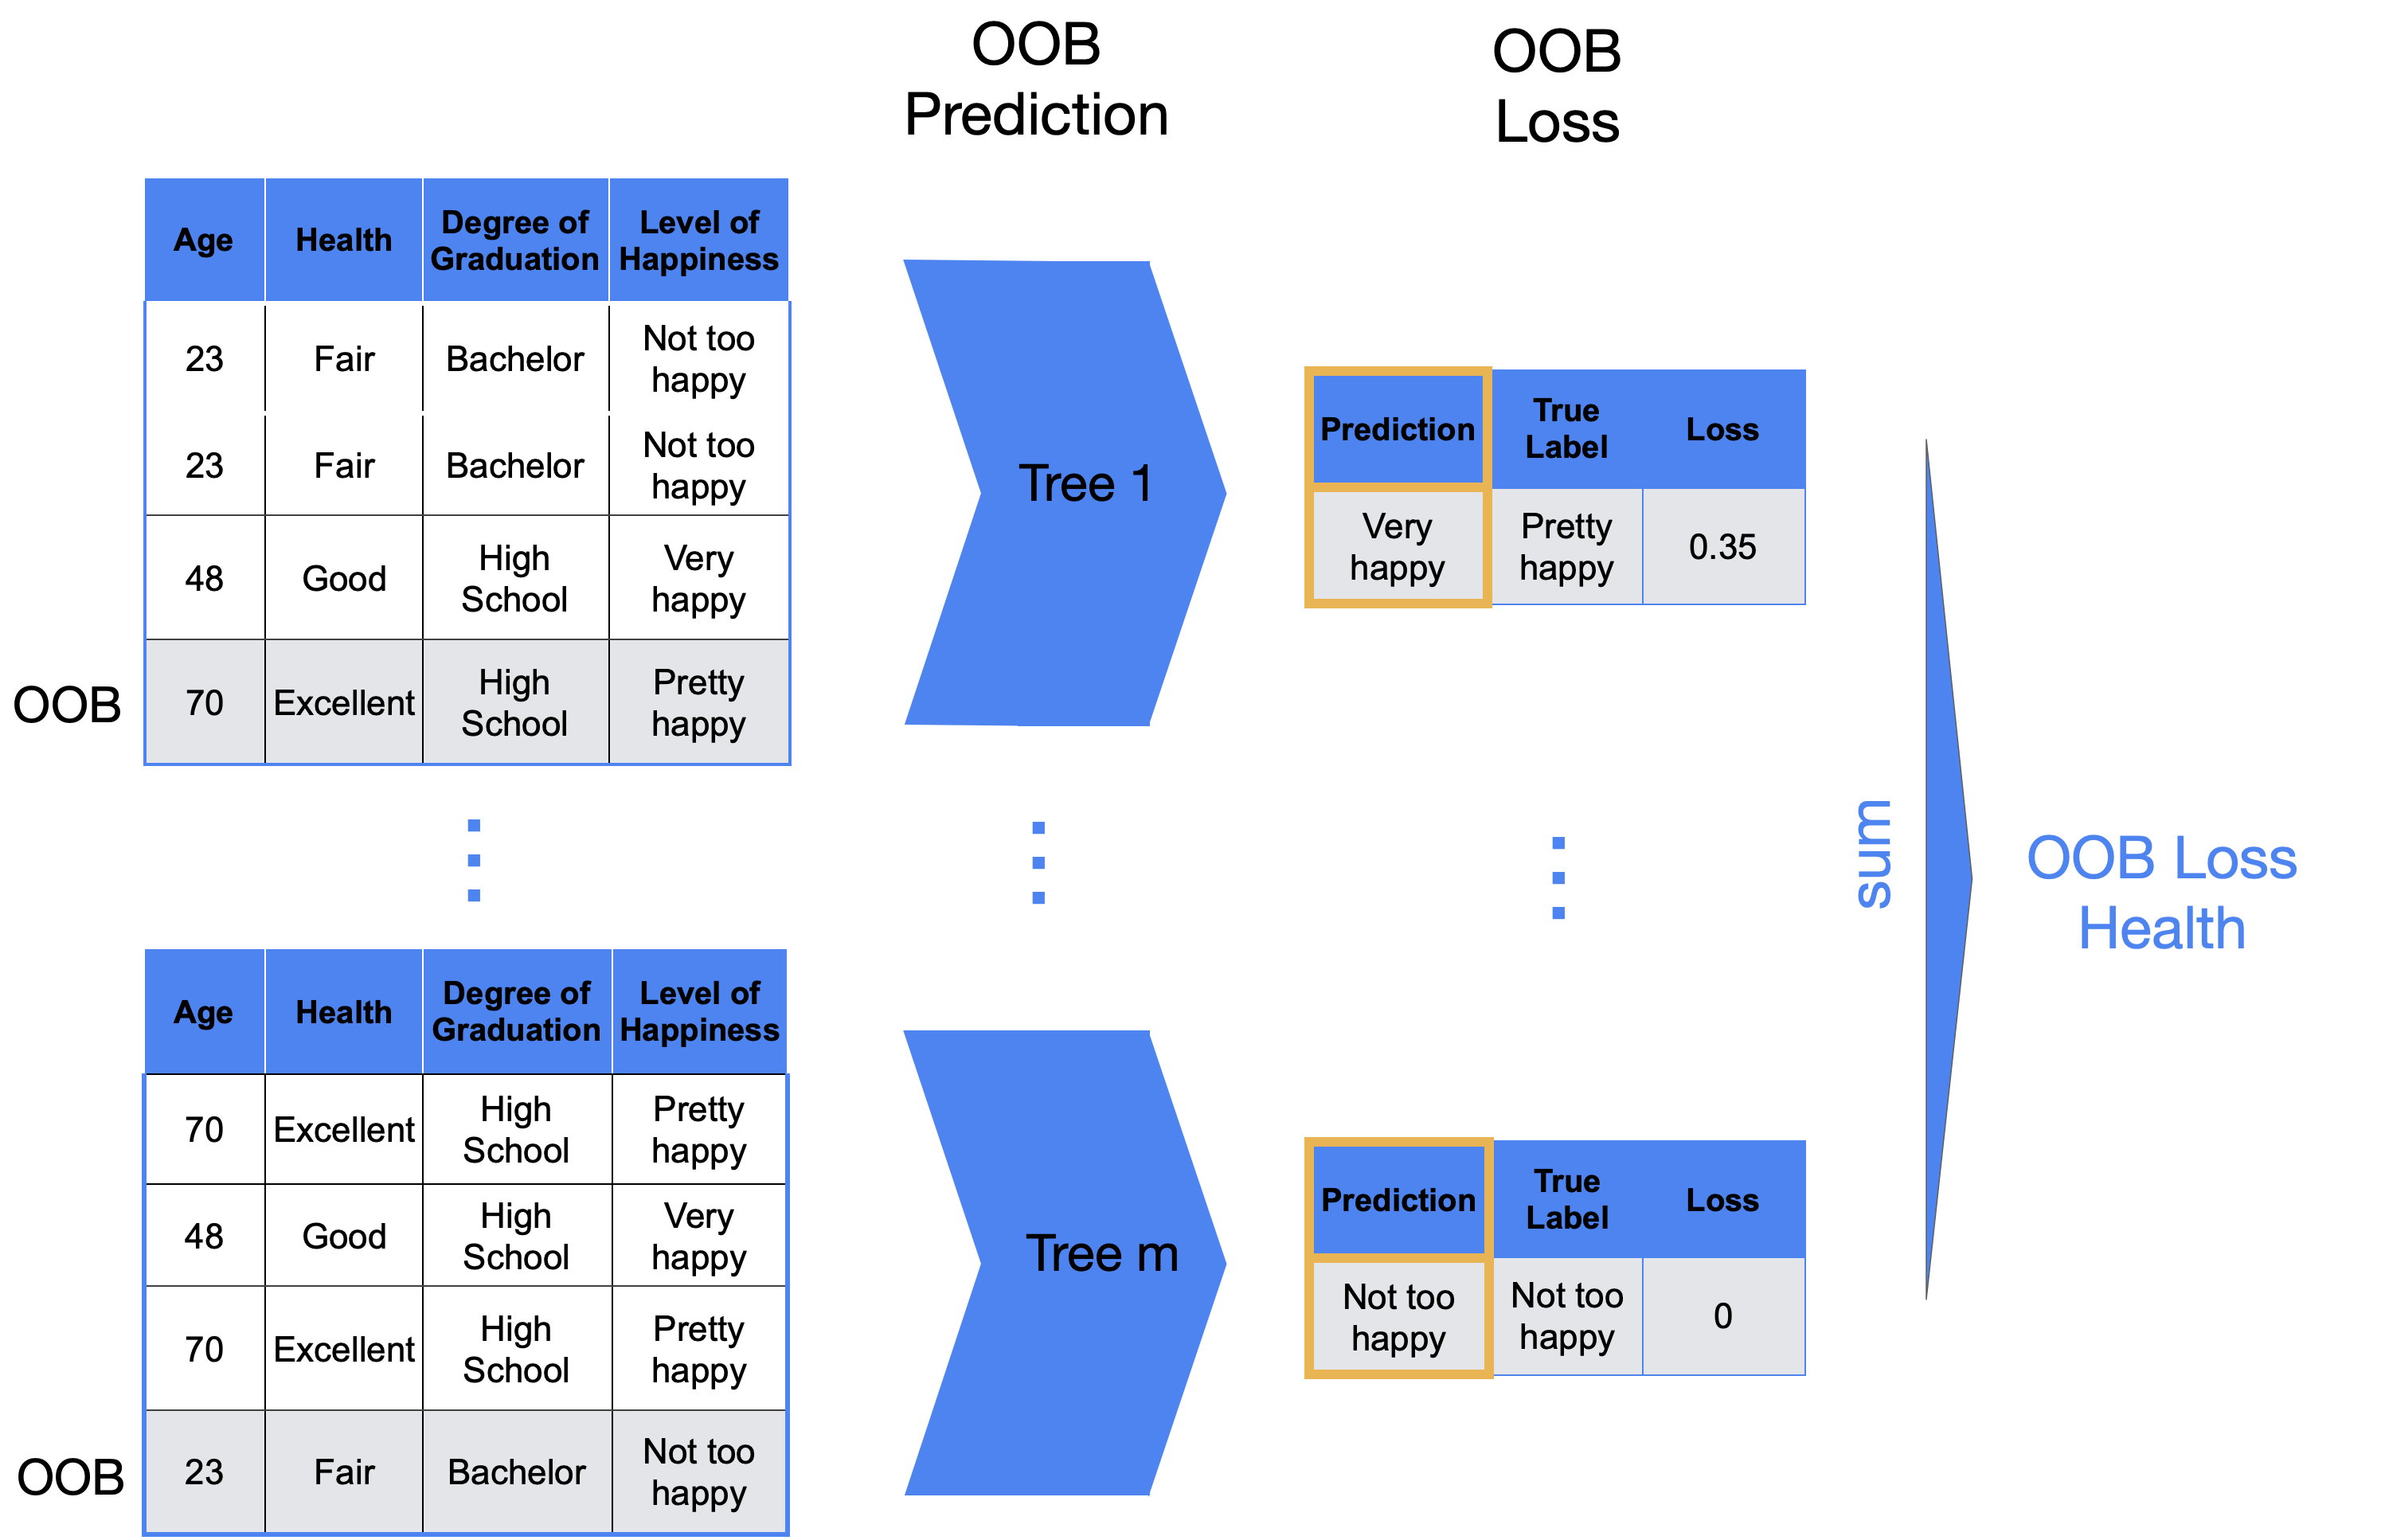 OOB
Prediction
OOB
Loss
Age
Health
Degree of
Graduation
Level of
Happiness
23
Fair
Bachelor
Not too
happy
23
Fair
Bachelor
Not too
happy
48
Good
High
School
Very
happy
OOB
70
Excellent
High
School
Pretty
happy
Tree 1
Prediction
True
Label
Loss
Very
happy
Pretty
happy
0.35
sum
OOB Loss
Health
Age
Health
Degree of
Graduation
Level of
Happiness
70
Excellent
High
School
Pretty
happy
48
Good
High
School
Very
happy
70
Excellent
High
School
Pretty
happy
OOB
23
Fair
Bachelor
Not too
happy
Tree m
Prediction
True
Label
Loss
Not too
happy
Not too
happy
0